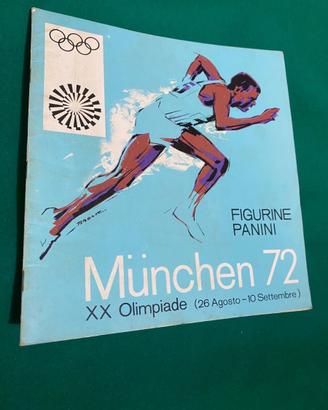 FIGURINE
PANINI
München 72
XX Olimpiade (26 Agosto-10 Settembre)